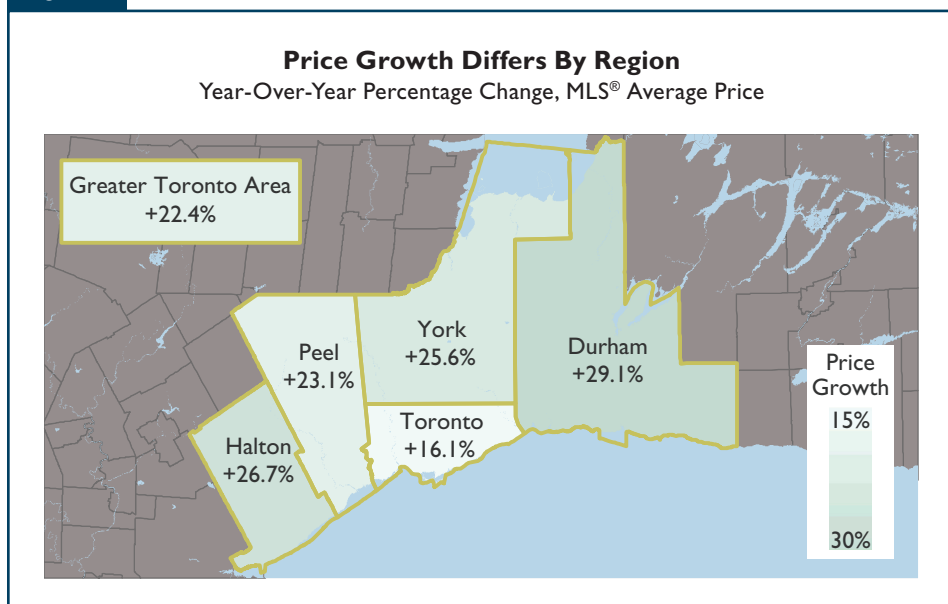 Price Growth Differs By Region
Year-Over-Year Percentage Change, MLS® Average Price
Greater Toronto Area
+22.4%
York
+25.6%
Durham
+29.1%
Peel
+23.1%
Toronto
+16.1%
Halton
+26.7%
Price
Growth
15%
30%